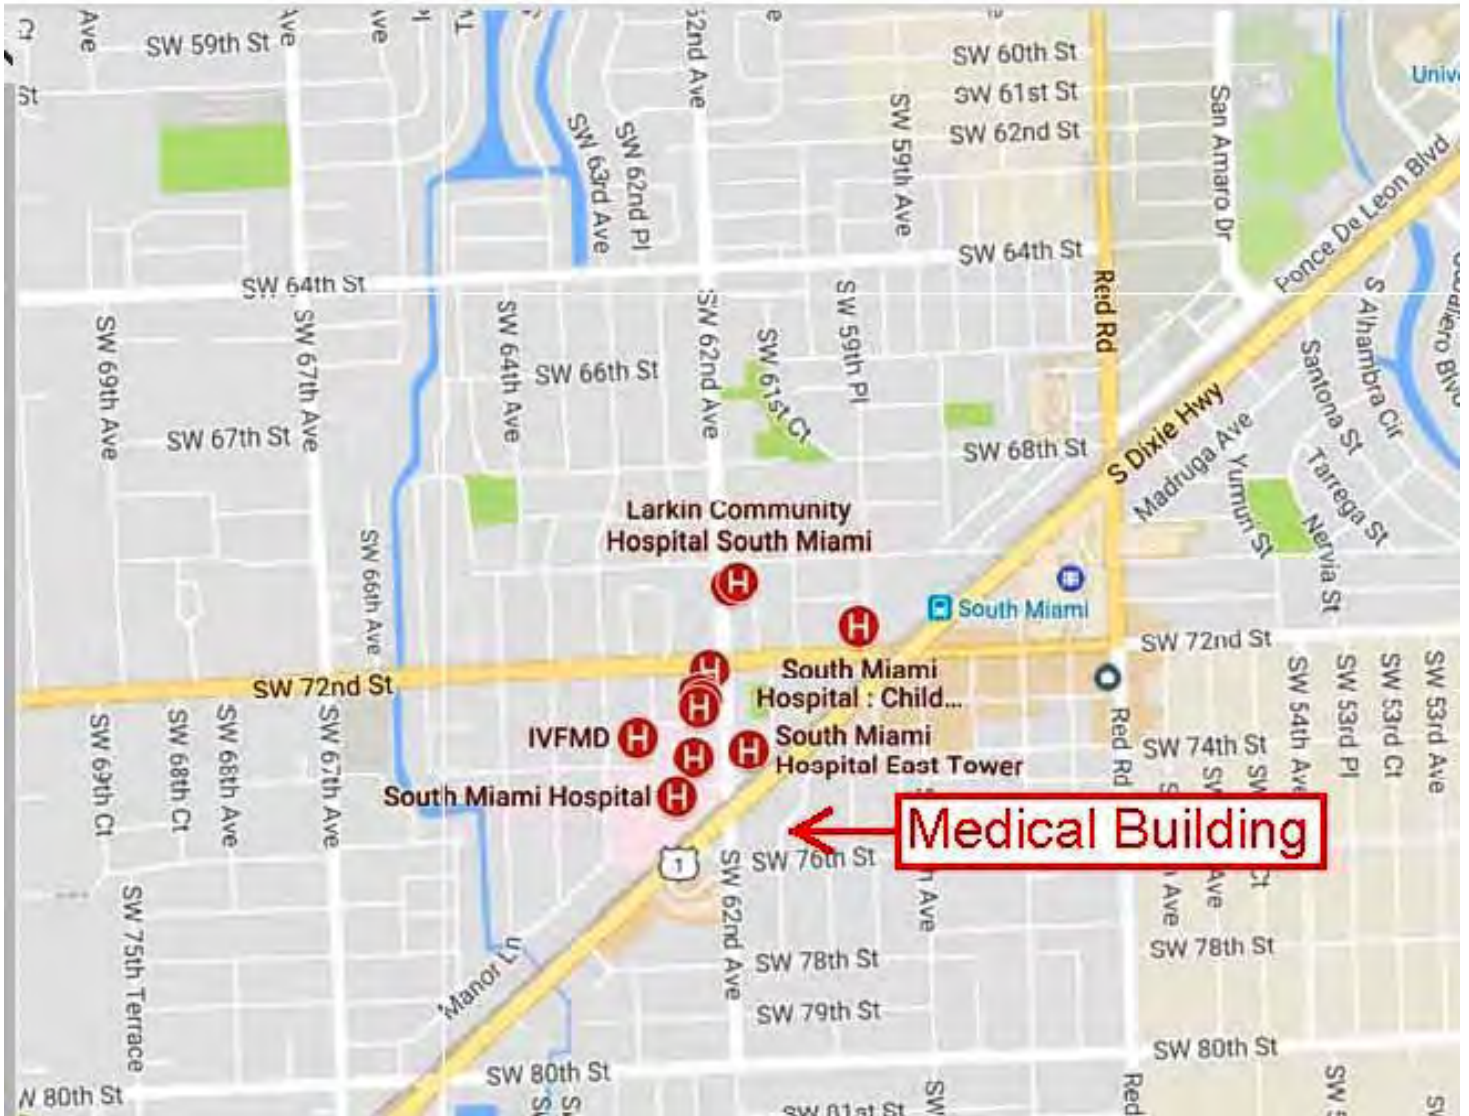 Ave
SW 59th St
Ave
Ave
62nd Ave
SW 60th St
SW 61st St
SW 62nd St
St
SW 63rd Ave
SW 62nd Pl
SW 59th Ave
San Amaro Dr
Univ
Ponce De Leon Blvd
SW 64th St
SW 64th St
SW 69th Ave
SW 67th Ave
SW 64th Ave
SW 66th St
SW 62nd Ave
SW 61st Ct
SW 59th Pl
Red Rd
S Dixie Hwy
S Alhambra Cir
Santona St
SW 67th St
SW 68th St
Madruga Ave
Yumuri St
Tarrega St
Nervia St
SW 66th Ave
Larkin Community
Hospital South Miami
H
H
South Miami
SW 72nd St
SW 72nd St
H
H
South Miami
Hospital : Child...
IVFMD
H
H
H
South Miami
Hospital East Tower
South Miami Hospital
H
SW 69th Ct
SW 68th Ct
SW 68th Ave
SW 67th Ave
Red Rd
SW 74th St
SW 54th Ave
SW 53rd Pl
SW 53rd Ct
SW 53rd Ave
Medical Building
1
SW 76th St
SW 62nd Ave
Ave
Ave
Ave
Ct
SW 75th Terrace
Manor Ln
SW 78th St
SW 78th St
SW 79th St
SW 80th St
SW 80th St
W 80th St
SW
Red
SW